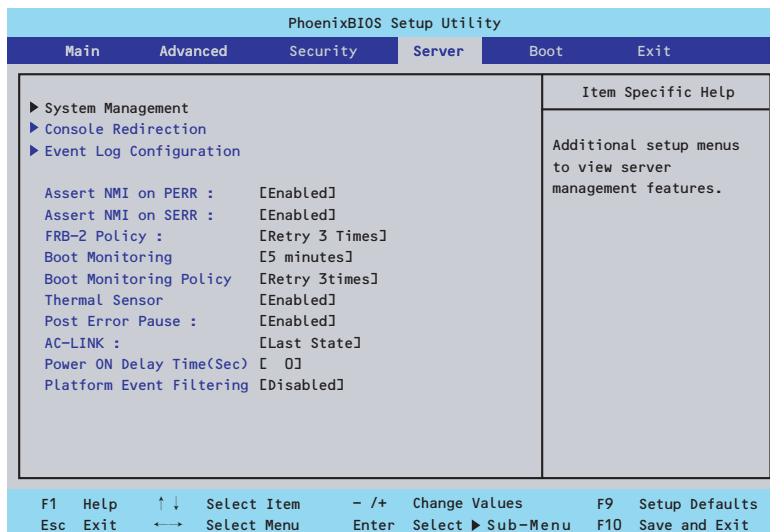 PhoenixBIOS Setup Utility
Main Advanced Security Server Boot Exit
System Management
Console Redirection
Event Log Configuration
Assert NMI on PERR : [Enabled]
Assert NMI on SERR : [Enabled]
FRB-2 Policy : [Retry 3 Times]
Boot Monitoring [5 minutes]
Boot Monitoring Policy [Retry 3times]
Thermal Sensor [Enabled]
Post Error Pause : [Enabled]
AC-LINK : [Last State]
Power ON Delay Time(Sec) [ 0]
Platform Event Filtering [Disabled]
Item Specific Help
Additional setup menus
to view server
management features.
F1 Help ↑↓ Select Item - /+ Change Values F9 Setup Defaults
Esc Exit ←→ Select Menu Enter Select ▶ Sub-Menu F10 Save and Exit